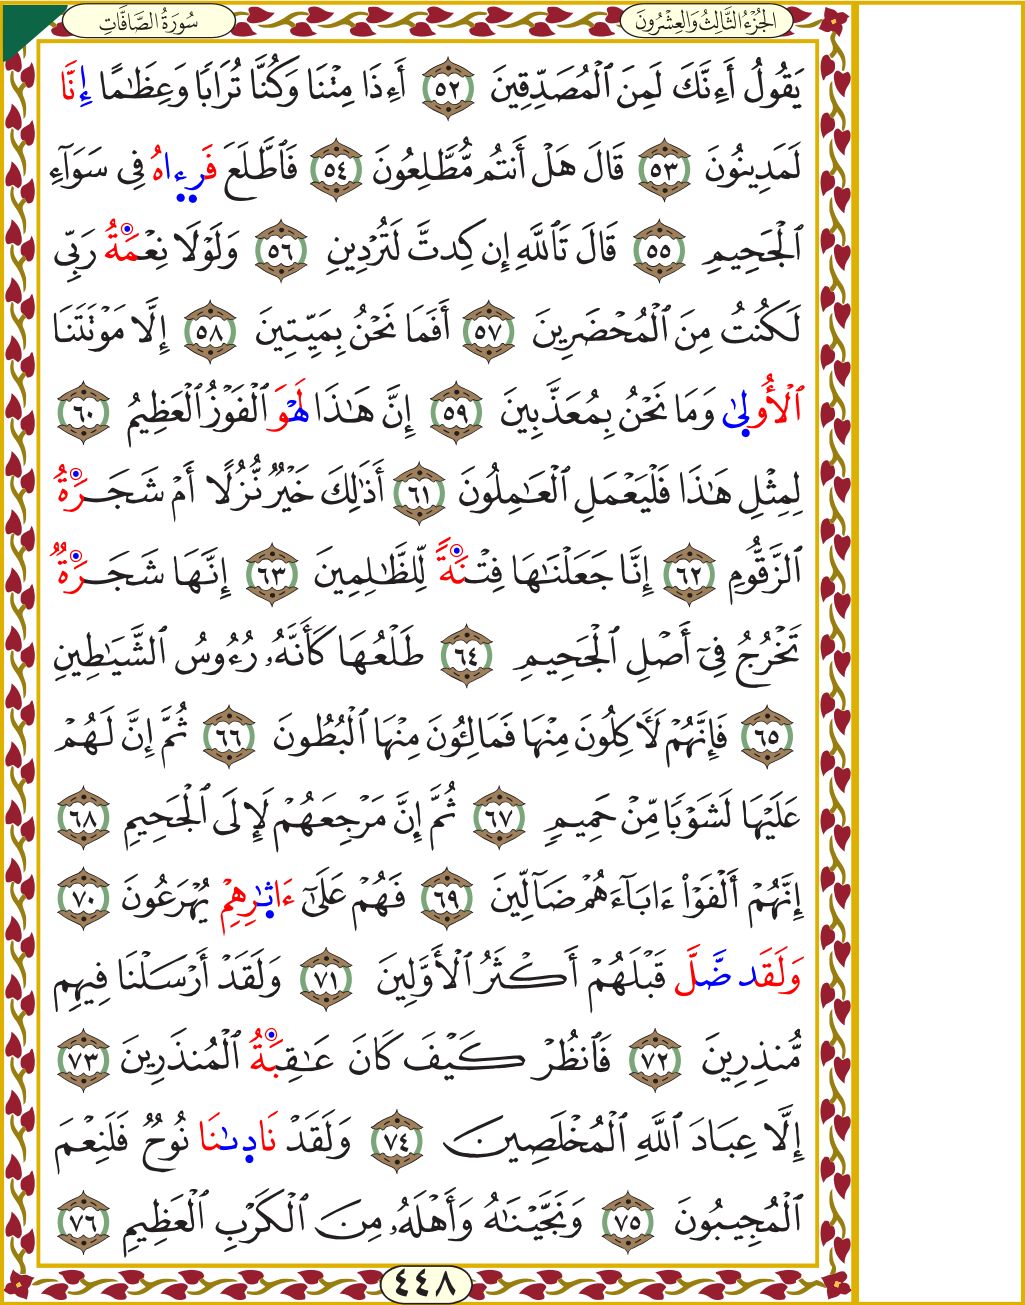 الجُزْءُ الثَّالِثُ وَالعِشْرُونَ
سُورَةُ الصَّافَّاتِ
يَقُولُ أَءِنَّكَ لَمِنَ ٱلْمُصَدِّقِينَ ٥٢ أَءِذَا مِتْنَا وَكُنَّا تُرَابًا وَعِظَامًا إِنَّا
لَمَدِينُونَ ٥٣ قَالَ هَلْ أَنتُم مُّطَّلِعُونَ ٥٤ فَٱطَّلَعَ فَرِءَاهُ فِى سَوَآءِ
ٱلْجَحِيمِ ٥٥ قَالَ تَٱللَّهِ إِن كِدتَّ لَتُرْدِينِ ٥٦ وَلَوْلَا نِعْمَةُ رَبِّى
لَكُنتُ مِنَ ٱلْمُحْضَرِينَ ٥٧ أَفَمَا نَحْنُ بِمَيِّتِينَ ٥٨ إِلَّا مَوْتَتَنَا
ٱلْأُولَىٰ وَمَا نَحْنُ بِمُعَذَّبِينَ ٥٩ إِنَّ هَٰذَا لَهْوَ ٱلْفَوْزُ ٱلْعَظِيمُ ٦٠
لِمِثْلِ هَٰذَا فَلْيَعْمَلِ ٱلْعَٰمِلُونَ ٦١ أَذَٰلِكَ خَيْرٌ نُّزُلًا أَمْ شَجَرَةُ
ٱلزَّقُّومِ ٦٢ إِنَّا جَعَلْنَٰهَا فِتْنَةً لِّلظَّٰلِمِينَ ٦٣ إِنَّهَا شَجَرَةٌ
تَخْرُجُ فِىٓ أَصْلِ ٱلْجَحِيمِ ٦٤ طَلْعُهَا كَأَنَّهُۥ رُءُوسُ ٱلشَّيَٰطِينِ
٦٥ فَإِنَّهُمْ لَـَٔاكِلُونَ مِنْهَا فَمَالِـُٔونَ مِنْهَا ٱلْبُطُونَ ٦٦ ثُمَّ إِنَّ لَهُمْ
عَلَيْهَا لَشَوْبًا مِّنْ حَمِيمٍ ٦٧ ثُمَّ إِنَّ مَرْجِعَهُمْ لَإِلَى ٱلْجَحِيمِ ٦٨
إِنَّهُمْ أَلْفَوْا۟ ءَابَآءَهُمْ ضَآلِّينَ ٦٩ فَهُمْ عَلَىٰٓ ءَاثَٰرِهِمْ يُهْرَعُونَ ٧٠
وَلَقَد ضَّلَّ قَبْلَهُمْ أَكْثَرُ ٱلْأَوَّلِينَ ٧١ وَلَقَدْ أَرْسَلْنَا فِيهِم
مُّنذِرِينَ ٧٢ فَٱنظُرْ كَيْفَ كَانَ عَٰقِبَةُ ٱلْمُنذَرِينَ ٧٣
إِلَّا عِبَادَ ٱللَّهِ ٱلْمُخْلَصِينَ ٧٤ وَلَقَدْ نَادِىٰنَا نُوحٌ فَلَنِعْمَ
ٱلْمُجِيبُونَ ٧٥ وَنَجَّيْنَٰهُ وَأَهْلَهُۥ مِنَ ٱلْكَرْبِ ٱلْعَظِيمِ ٧٦
٤٤٨